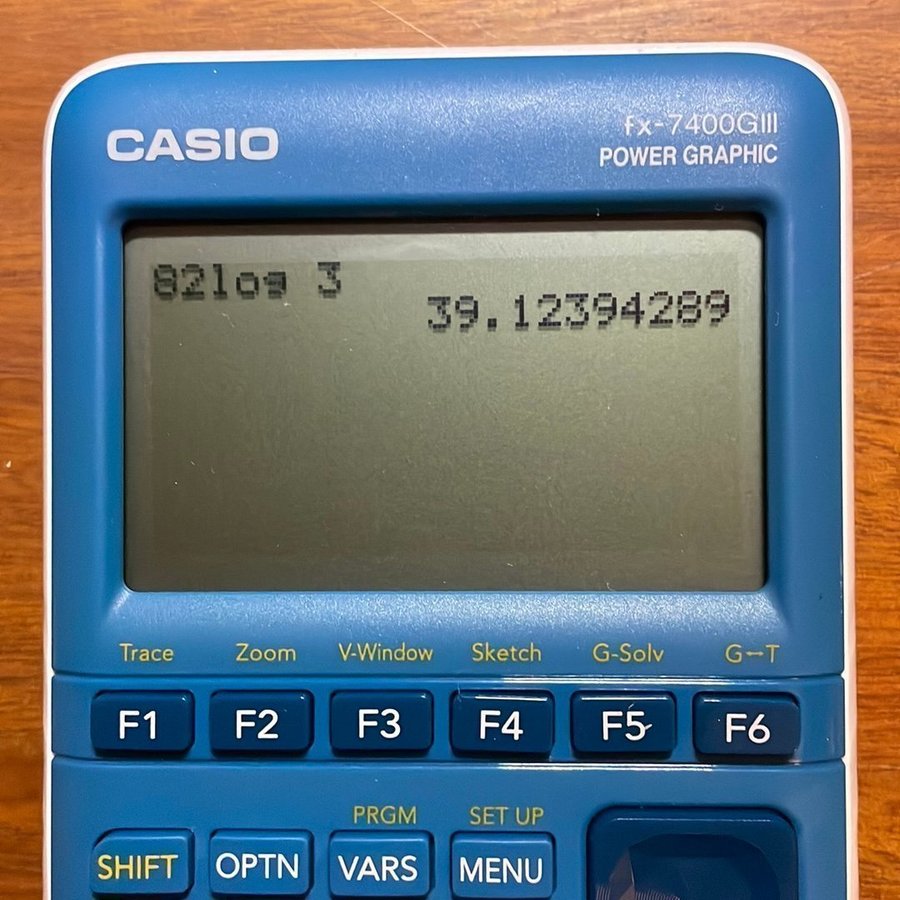 CASIO
fx-7400GIII
POWER GRAPHIC
82log 3
39.12394289
Trace Zoom V-Window Sketch G-Solv G↔T
F1 F2 F3 F4 F5 F6
PRGM SET UP
SHIFT OPTN VARS MENU